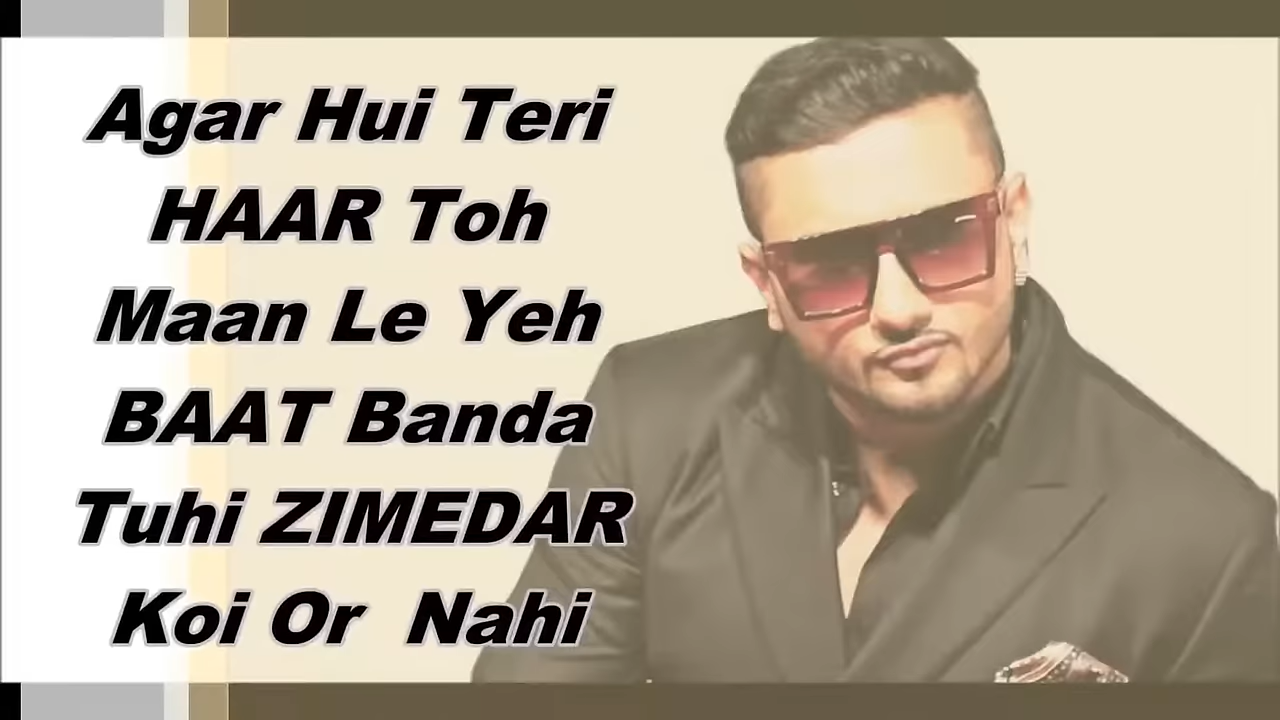 Agar Hui Teri
HAAR Toh
Maan Le Yeh
BAAT Banda
Tuhi ZIMEDAR
Koi Or  Nahi